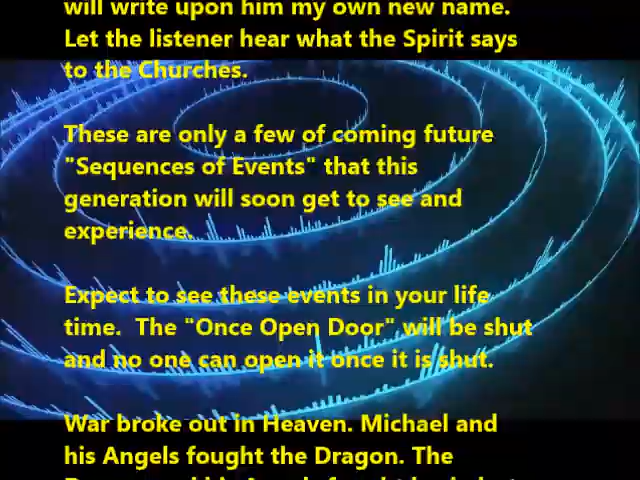 will write upon him my own new name.
Let the listener hear what the Spirit says
to the Churches.
These are only a few of coming future
"Sequences of Events" that this
generation will soon get to see and
experience.
Expect to see these events in your life
time.  The "Once Open Door" will be shut
and no one can open it once it is shut.
War broke out in Heaven. Michael and
his Angels fought the Dragon. The